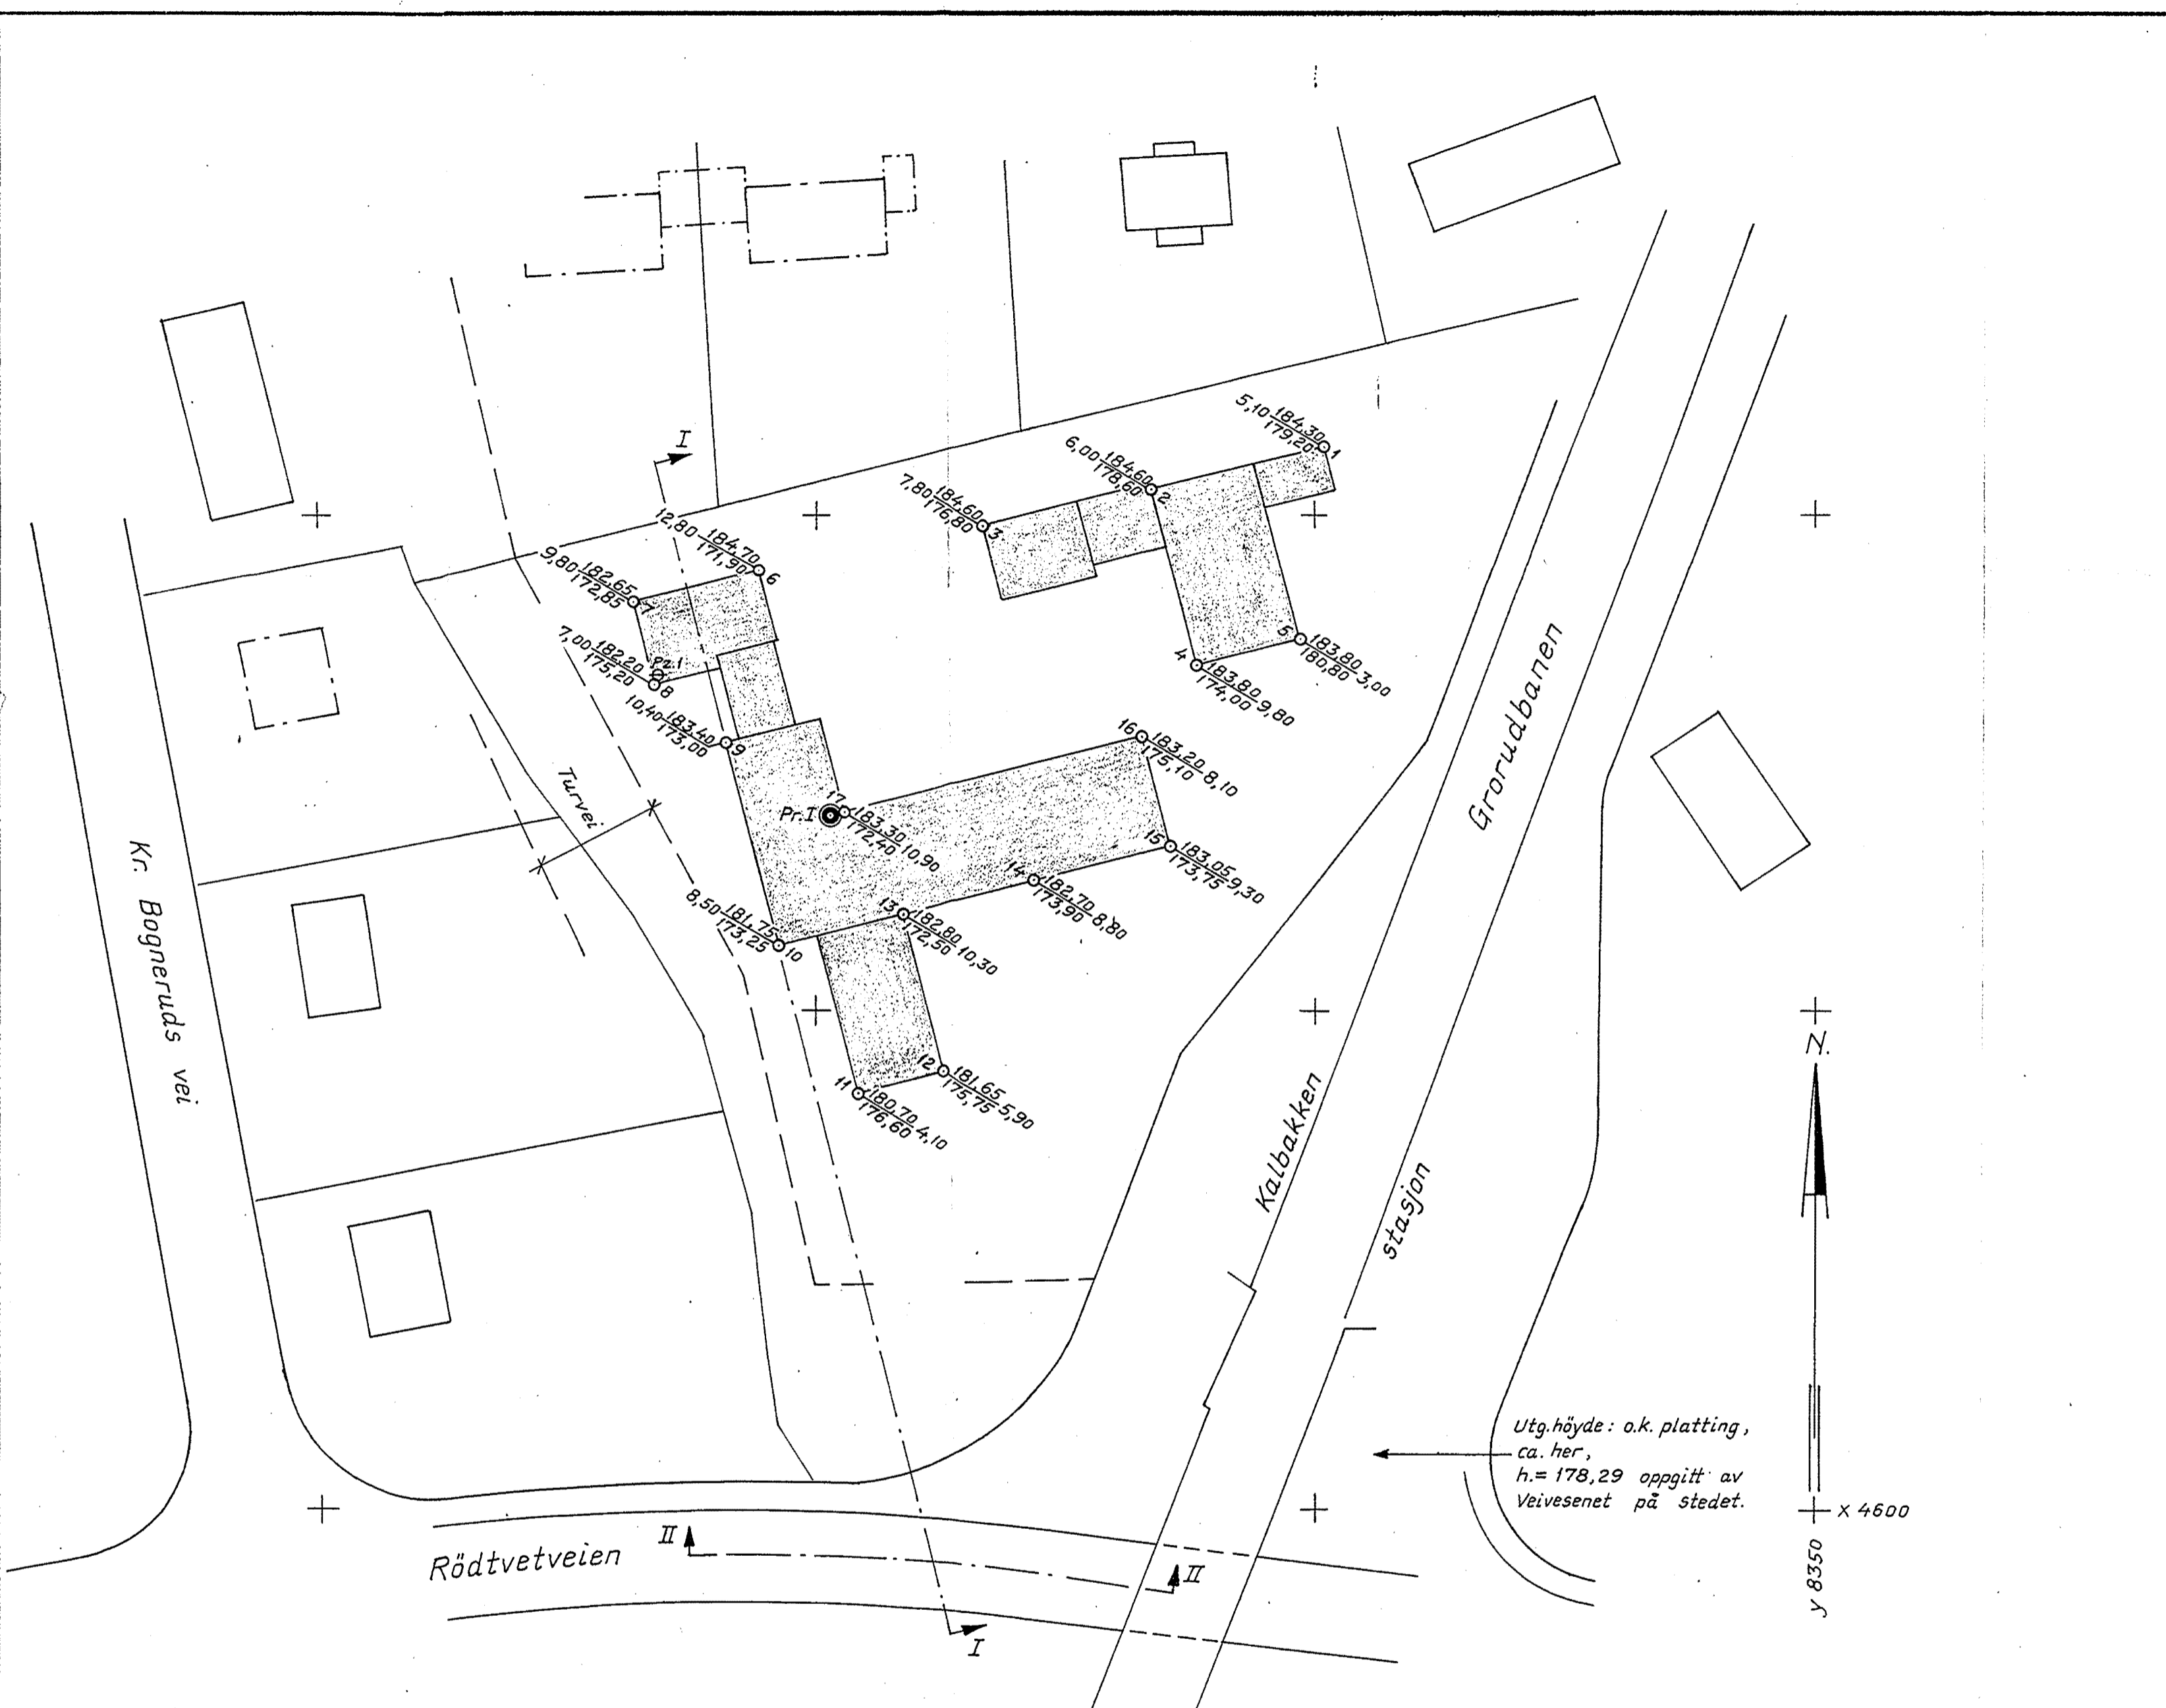 I
5,10 184,30
179,20 1
6,00 184,60
178,60 2
7,80 184,60
176,80 3
12,80 184,70
171,90 6
9,80 182,65
172,85 7
7,00 182,20
175,20 8
Pz.1
10,40 183,40
173,00 9
4 183,80 9,80
174,00
5 183,80 3,00
180,80
16 183,20 8,10
175,10
17 183,30 10,90
172,40
Pr.I
15 183,05 9,30
173,75
14 182,70 8,80
173,90
13 182,80 10,30
172,50
8,50 181,75
173,25 10
12 181,65 5,90
175,75
11 180,70 4,10
176,60
Turvei
Kr. Bogneruds vei
Grorudbanen
Kalbakken
stasjon
N.
Utg.höyde: o.k. platting,
ca. her,
h.= 178,29 oppgitt av
Veivesenet på stedet.
x 4600
y 8350
Rödtvetveien
II
II
I